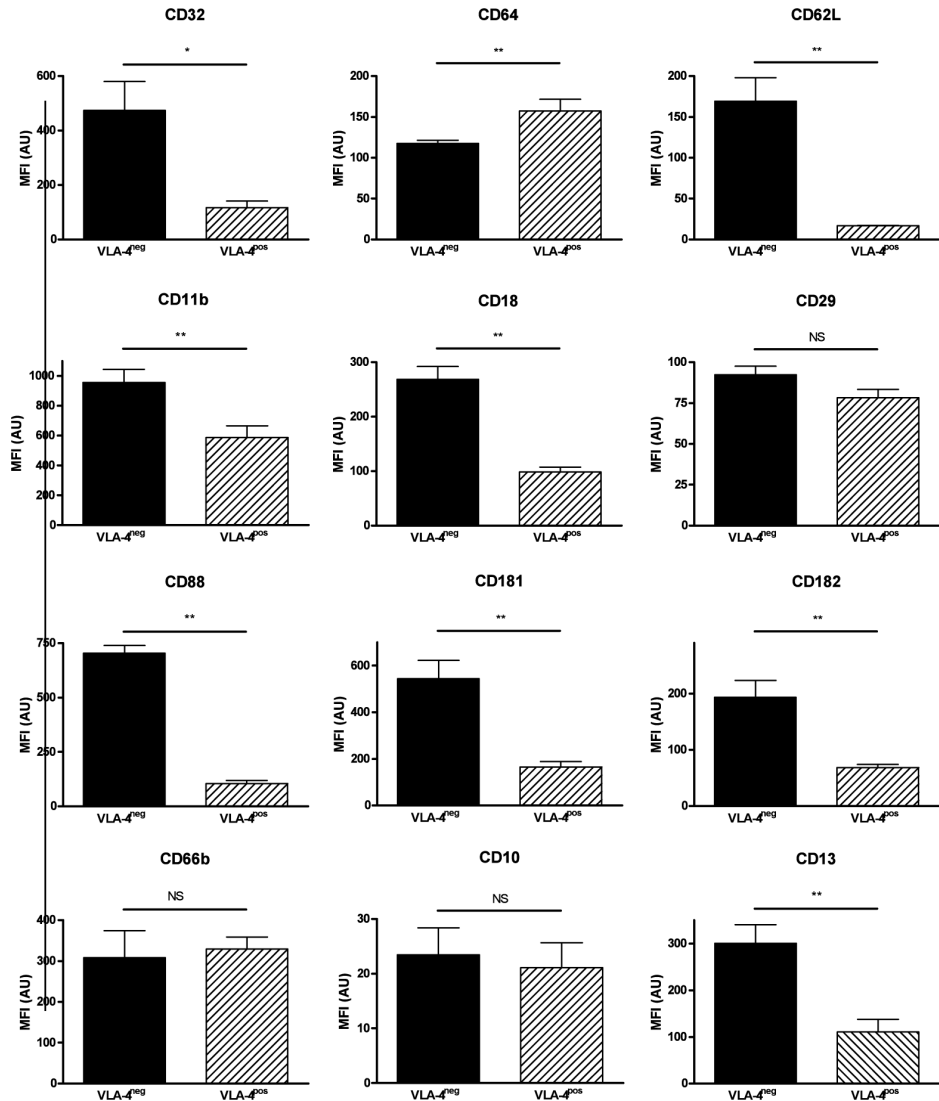 CD32 CD64 CD62L
* ** **
MFI (AU) 600 400 200 0 MFI (AU) 200 150 100 50 0 MFI (AU) 200 150 100 50 0
VLA-4neg VLA-4pos VLA-4neg VLA-4pos VLA-4neg VLA-4pos
CD11b CD18 CD29
** ** NS
MFI (AU) 1000 800 600 400 200 0 MFI (AU) 300 200 100 0 MFI (AU) 100 75 50 25 0
VLA-4neg VLA-4pos VLA-4neg VLA-4pos VLA-4neg VLA-4pos
CD88 CD181 CD182
** ** **
MFI (AU) 750 500 250 0 MFI (AU) 600 400 200 0 MFI (AU) 200 100 0
VLA-4neg VLA-4pos VLA-4neg VLA-4pos VLA-4neg VLA-4pos
CD66b CD10 CD13
NS NS **
MFI (AU) 400 300 200 100 0 MFI (AU) 30 20 10 0 MFI (AU) 300 200 100 0
VLA-4neg VLA-4pos VLA-4neg VLA-4pos VLA-4neg VLA-4pos